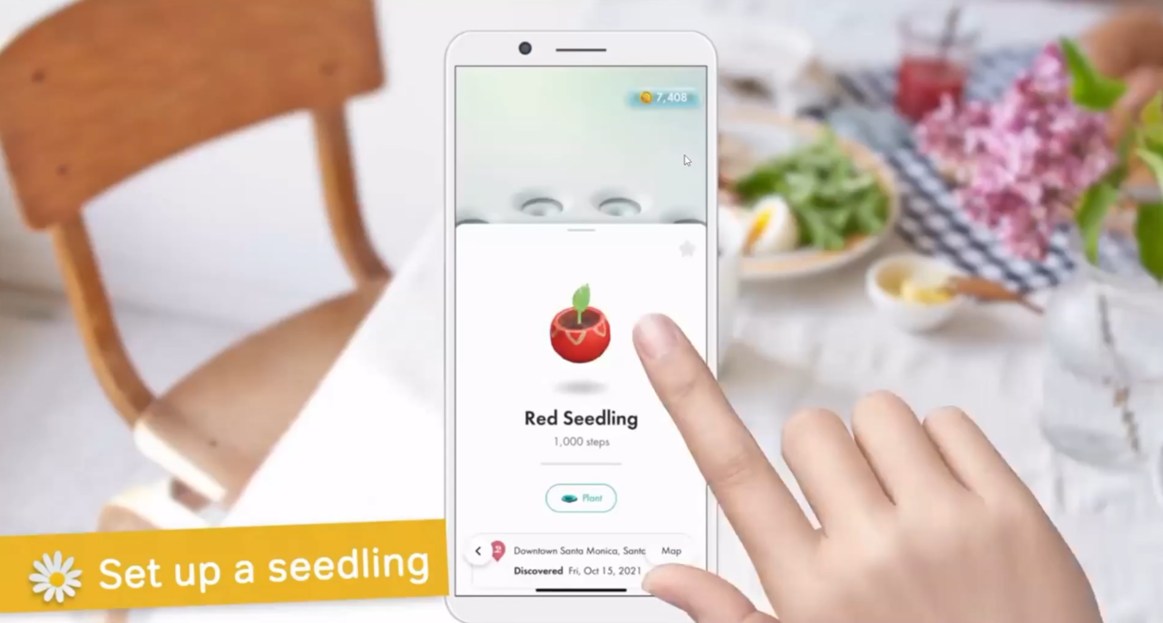 7,408
Red Seedling
1,000 steps
Plant
Downtown Santa Monica, Santa
Map
Discovered Fri, Oct 15, 2021
Set up a seedling